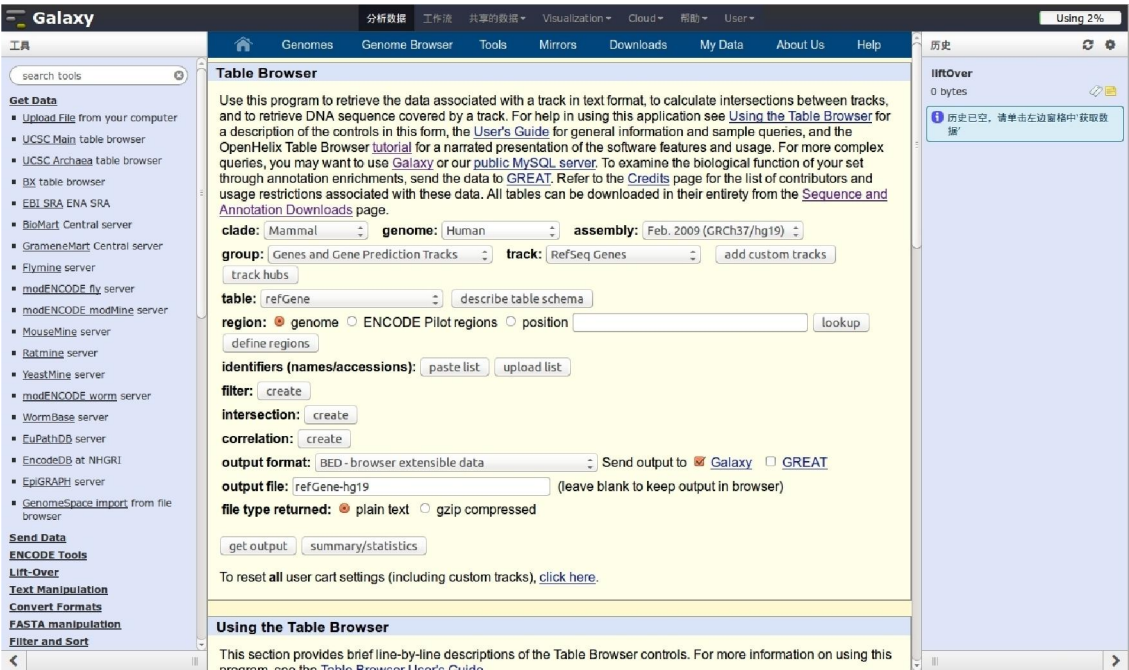 Galaxy
分析数据 工作流 共享的数据 Visualization Cloud 帮助 User
Using 2%
工具
search tools
Get Data
Upload File from your computer
UCSC Main table browser
UCSC Archaea table browser
BX table browser
EBI SRA ENA SRA
BioMart Central server
GrameneMart Central server
Flymine server
modENCODE fly server
modENCODE modMine server
MouseMine server
Ratmine server
YeastMine server
modENCODE worm server
WormBase server
EuPathDB server
EncodeDB at NHGRI
EpiGRAPH server
GenomeSpace import from file
browser
Send Data
ENCODE Tools
Lift-Over
Text Manipulation
Convert Formats
FASTA manipulation
Filter and Sort
Genomes Genome Browser Tools Mirrors Downloads My Data About Us Help
Table Browser
Use this program to retrieve the data associated with a track in text format, to calculate intersections between tracks,
and to retrieve DNA sequence covered by a track. For help in using this application see Using the Table Browser for
a description of the controls in this form, the User's Guide for general information and sample queries, and the
OpenHelix Table Browser tutorial for a narrated presentation of the software features and usage. For more complex
queries, you may want to use Galaxy or our public MySQL server. To examine the biological function of your set
through annotation enrichments, send the data to GREAT. Refer to the Credits page for the list of contributors and
usage restrictions associated with these data. All tables can be downloaded in their entirety from the Sequence and
Annotation Downloads page.
clade: Mammal genome: Human assembly: Feb. 2009 (GRCh37/hg19)
group: Genes and Gene Prediction Tracks track: RefSeq Genes add custom tracks
track hubs
table: refGene describe table schema
region: genome ENCODE Pilot regions position lookup
define regions
identifiers (names/accessions): paste list upload list
filter: create
intersection: create
correlation: create
output format: BED - browser extensible data Send output to Galaxy GREAT
output file: refGene-hg19 (leave blank to keep output in browser)
file type returned: plain text gzip compressed
get output summary/statistics
To reset all user cart settings (including custom tracks), click here.
Using the Table Browser
This section provides brief line-by-line descriptions of the Table Browser controls. For more information on using this
program, see the Table Browser User's Guide.
历史
liftOver
0 bytes
历史已空，请单击左边窗格中‘获取数
据’